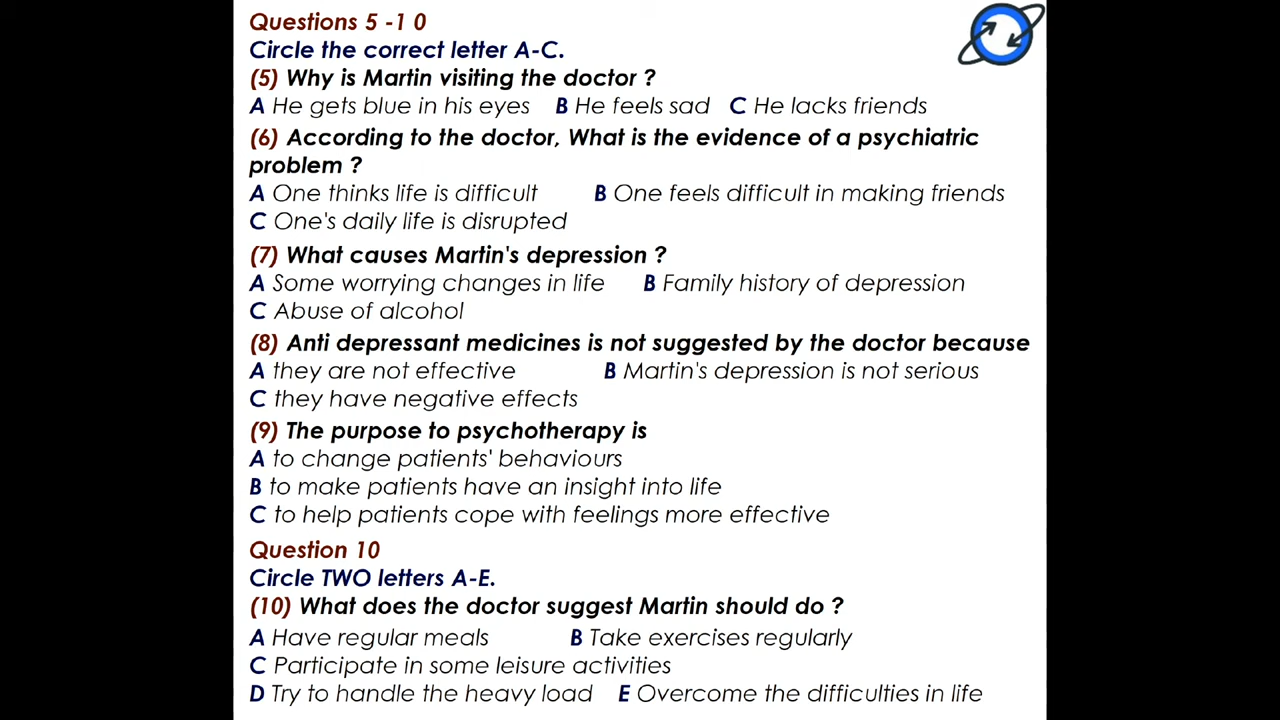 Questions 5 -1 0
Circle the correct letter A-C.
(5) Why is Martin visiting the doctor ?
A He gets blue in his eyes B He feels sad C He lacks friends
(6) According to the doctor, What is the evidence of a psychiatric
problem ?
A One thinks life is difficult B One feels difficult in making friends
C One's daily life is disrupted
(7) What causes Martin's depression ?
A Some worrying changes in life B Family history of depression
C Abuse of alcohol
(8) Anti depressant medicines is not suggested by the doctor because
A they are not effective B Martin's depression is not serious
C they have negative effects
(9) The purpose to psychotherapy is
A to change patients' behaviours
B to make patients have an insight into life
C to help patients cope with feelings more effective
Question 10
Circle TWO letters A-E.
(10) What does the doctor suggest Martin should do ?
A Have regular meals B Take exercises regularly
C Participate in some leisure activities
D Try to handle the heavy load E Overcome the difficulties in life